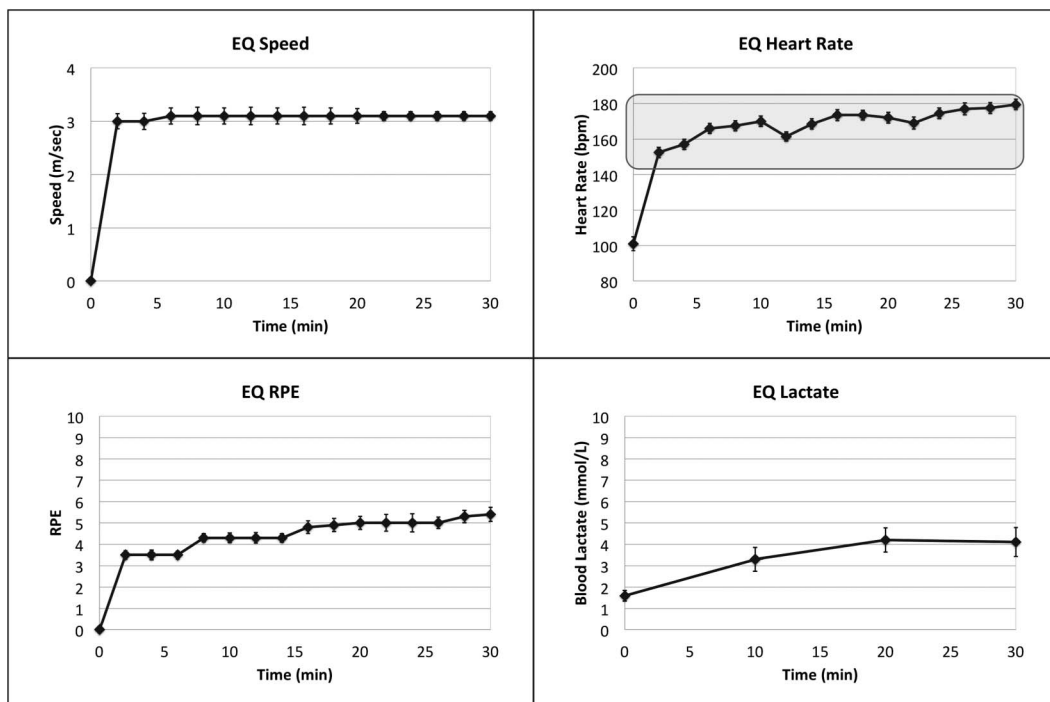 EQ Speed
4
3
2
1
0
Speed (m/sec)
0 5 10 15 20 25 30
Time (min)
EQ Heart Rate
200
180
160
140
120
100
80
Heart Rate (bpm)
0 5 10 15 20 25 30
Time (min)
EQ RPE
10
9
8
7
6
5
4
3
2
1
0
RPE
0 5 10 15 20 25 30
Time (min)
EQ Lactate
10
9
8
7
6
5
4
3
2
1
0
Blood Lactate (mmol/L)
0 10 20 30
Time (min)